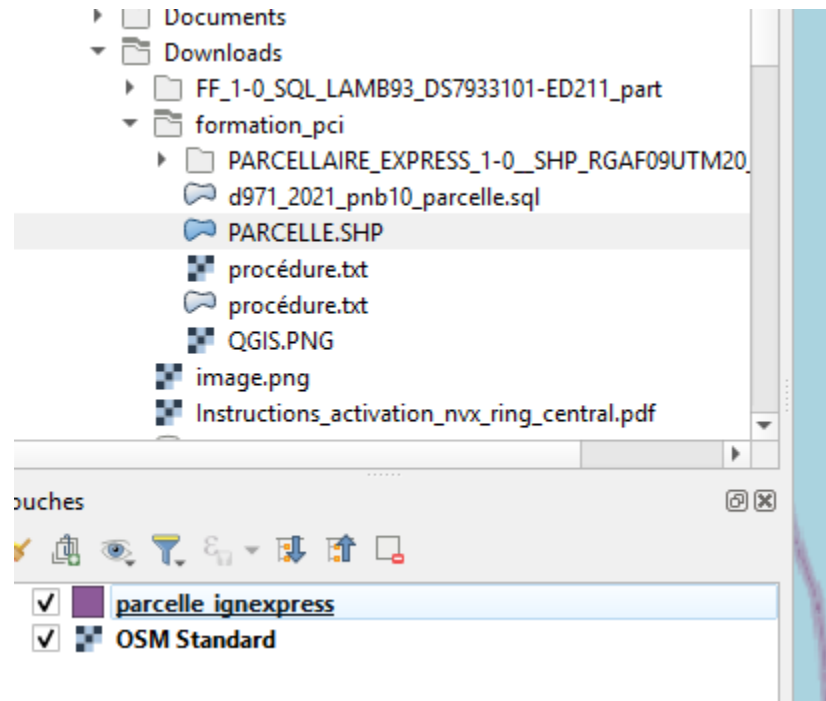 Documents
Downloads
FF_1-0_SQL_LAMB93_DS7933101-ED211_part
formation_pci
PARCELLAIRE_EXPRESS_1-0__SHP_RGAF09UTM20_
d971_2021_pnb10_parcelle.sql
PARCELLE.SHP
procédure.txt
procédure.txt
QGIS.PNG
image.png
Instructions_activation_nvx_ring_central.pdf
ouches
parcelle_ignexpress
OSM Standard